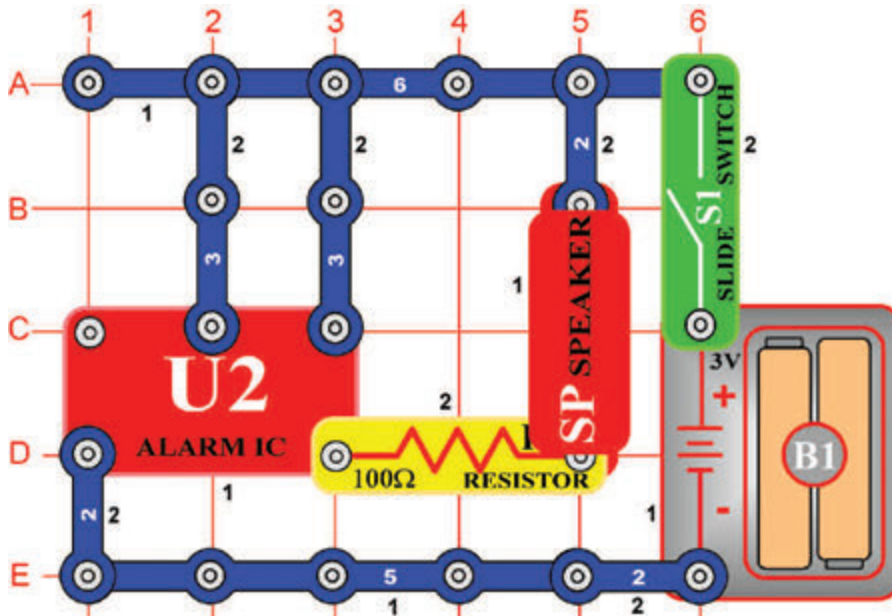 1 2 3 4 5 6
A 6
1 2 2 2 2 2
B
SLIDE S1 SWITCH
3 3
1
SP SPEAKER
C
U2
ALARM IC
3V
+
B1
-
2
D
100Ω RESISTOR
1 1
2 2
E 5 2
1 2